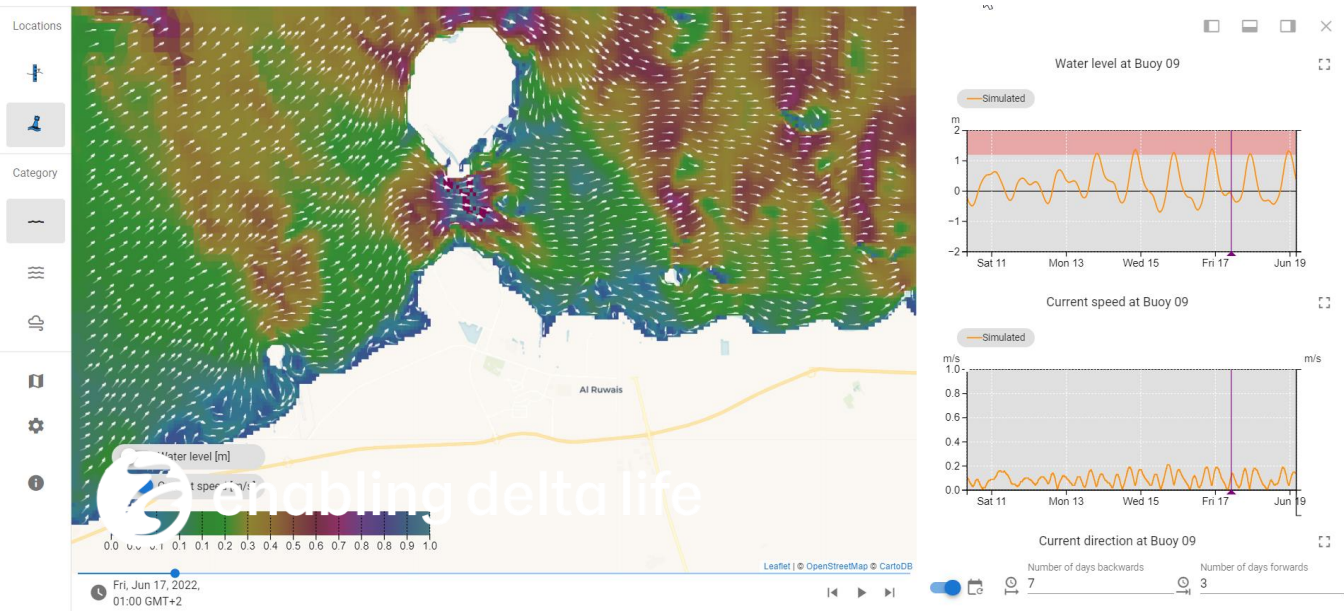 Locations
Category
Al Ruwais
Water level [m]
enabling delta life
0.0 0.1 0.1 0.1 0.2 0.3 0.4 0.5 0.6 0.7 0.8 0.9 1.0
Leaflet | © OpenStreetMap © CartoDB
Fri, Jun 17, 2022,
01:00 GMT+2
Water level at Buoy 09
Simulated
m
2
1
0
−1
−2
Sat 11 Mon 13 Wed 15 Fri 17 Jun 19
Current speed at Buoy 09
Simulated
m/s m/s
1.0
0.8
0.6
0.4
0.2
0.0
Sat 11 Mon 13 Wed 15 Fri 17 Jun 19
Current direction at Buoy 09
Number of days backwards Number of days forwards
7 3